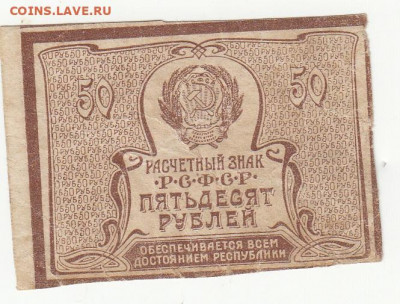 COINS.LAVE.RU
50 50
РАСЧЕТНЫЙ ЗНАК
Р·С·Ф·С·Р
ПЯТЬДЕСЯТ
РУБЛЕЙ
ОБЕСПЕЧИВАЕТСЯ ВСЕМ
ДОСТОЯНИЕМ РЕСПУБЛИКИ